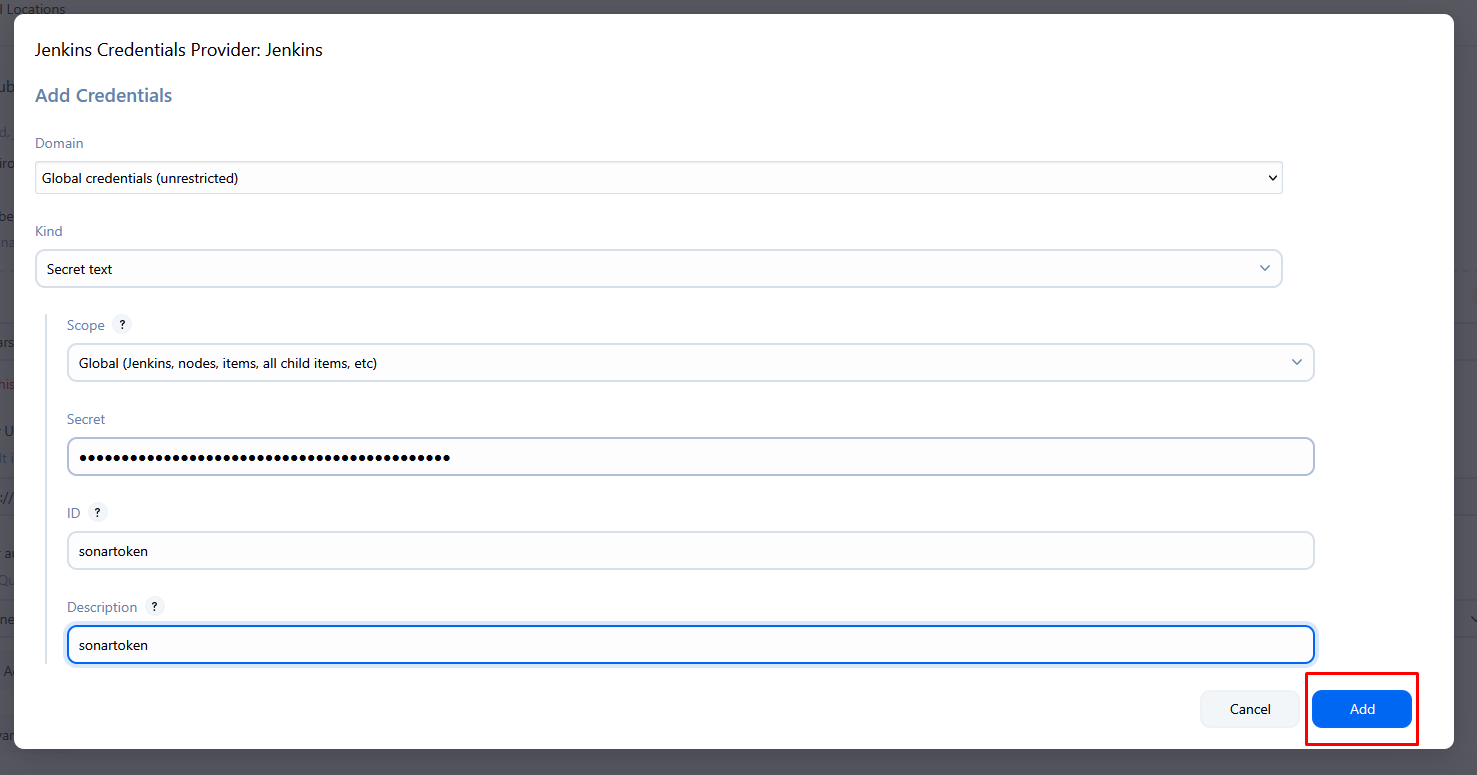 l Locations
Jenkins Credentials Provider: Jenkins
Add Credentials
Domain
Global credentials (unrestricted)
Kind
Secret text
Scope ?
Global (Jenkins, nodes, items, all child items, etc)
Secret
••••••••••••••••••••••••••••••••••••••••••••
ID ?
sonartoken
Description ?
sonartoken
Cancel
Add